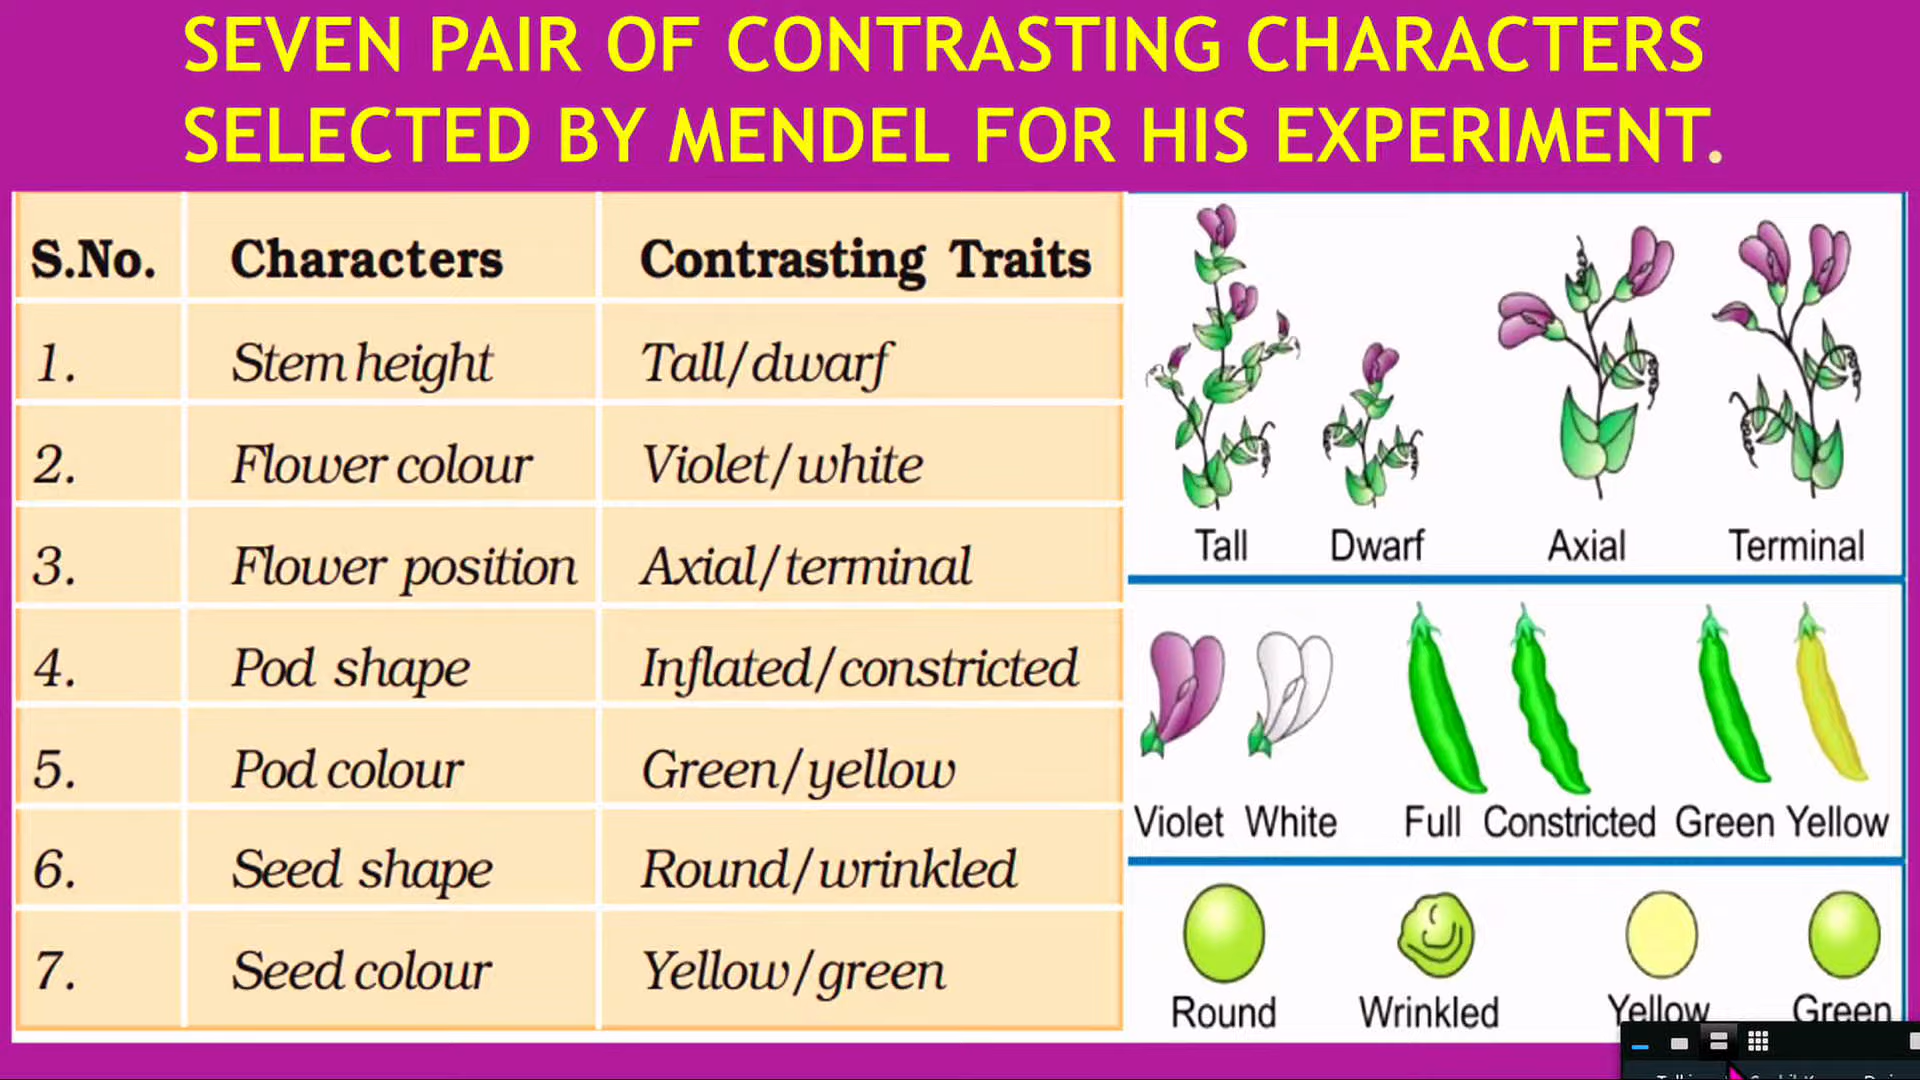 SEVEN PAIR OF CONTRASTING CHARACTERS
SELECTED BY MENDEL FOR HIS EXPERIMENT.
S.No. Characters Contrasting Traits
1. Stem height Tall/dwarf
2. Flower colour Violet/white
3. Flower position Axial/terminal
4. Pod shape Inflated/constricted
5. Pod colour Green/yellow
6. Seed shape Round/wrinkled
7. Seed colour Yellow/green
Tall Dwarf Axial Terminal
Violet White Full Constricted Green Yellow
Round Wrinkled Yellow Green